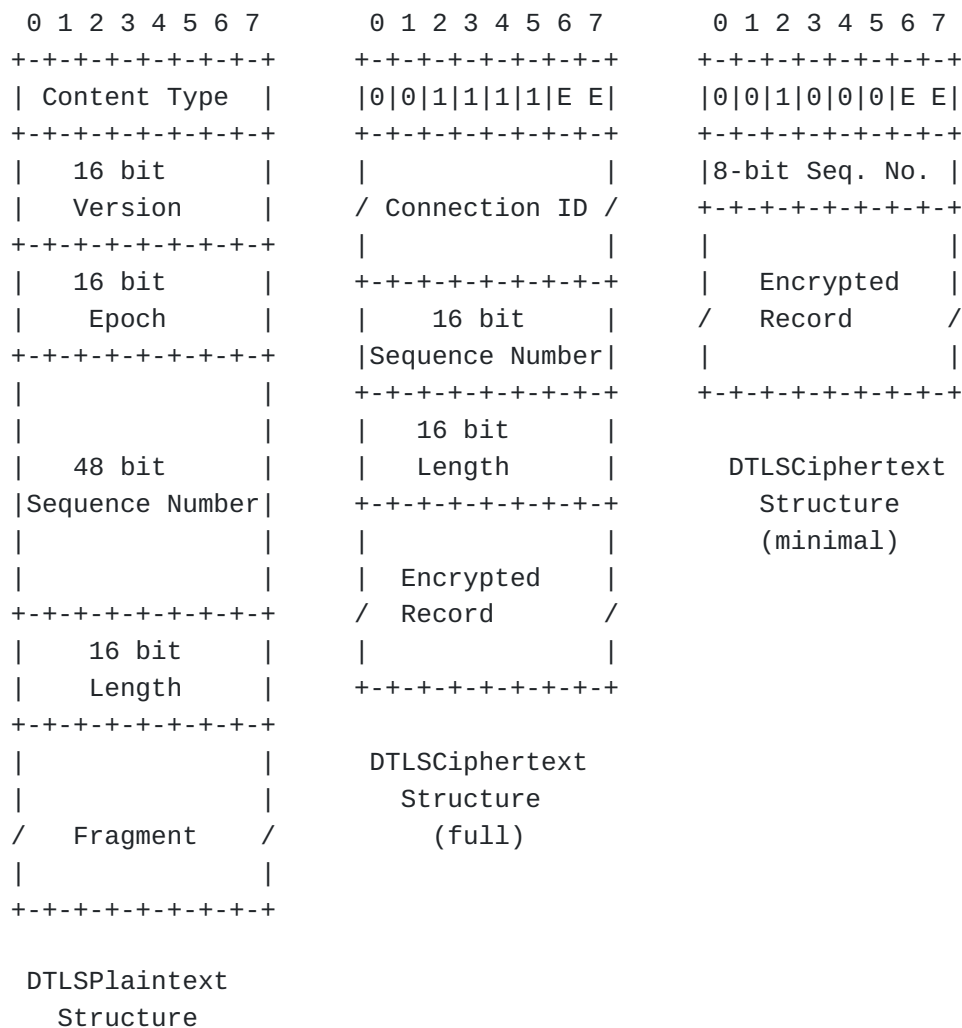 0 1 2 3 4 5 6 7       0 1 2 3 4 5 6 7       0 1 2 3 4 5 6 7
+-+-+-+-+-+-+-+-+     +-+-+-+-+-+-+-+-+     +-+-+-+-+-+-+-+-+
| Content Type  |     |0|0|1|1|1|1|E E|     |0|0|1|0|0|0|E E|
+-+-+-+-+-+-+-+-+     +-+-+-+-+-+-+-+-+     +-+-+-+-+-+-+-+-+
|   16 bit      |     |               |     |8-bit Seq. No. |
|   Version     |     / Connection ID /     +-+-+-+-+-+-+-+-+
+-+-+-+-+-+-+-+-+     |               |     |               |
|   16 bit      |     +-+-+-+-+-+-+-+-+     |   Encrypted   |
|    Epoch      |     |    16 bit     |     /   Record      /
+-+-+-+-+-+-+-+-+     |Sequence Number|     |               |
|               |     +-+-+-+-+-+-+-+-+     +-+-+-+-+-+-+-+-+
|               |     |   16 bit      |
|   48 bit      |     |   Length      |       DTLSCiphertext
|Sequence Number|     +-+-+-+-+-+-+-+-+         Structure
|               |     |               |         (minimal)
|               |     |  Encrypted    |
+-+-+-+-+-+-+-+-+     /  Record       /
|    16 bit     |     |               |
|    Length     |     +-+-+-+-+-+-+-+-+
+-+-+-+-+-+-+-+-+
|               |      DTLSCiphertext
|               |        Structure
/   Fragment    /          (full)
|               |
+-+-+-+-+-+-+-+-+

 DTLSPlaintext
   Structure